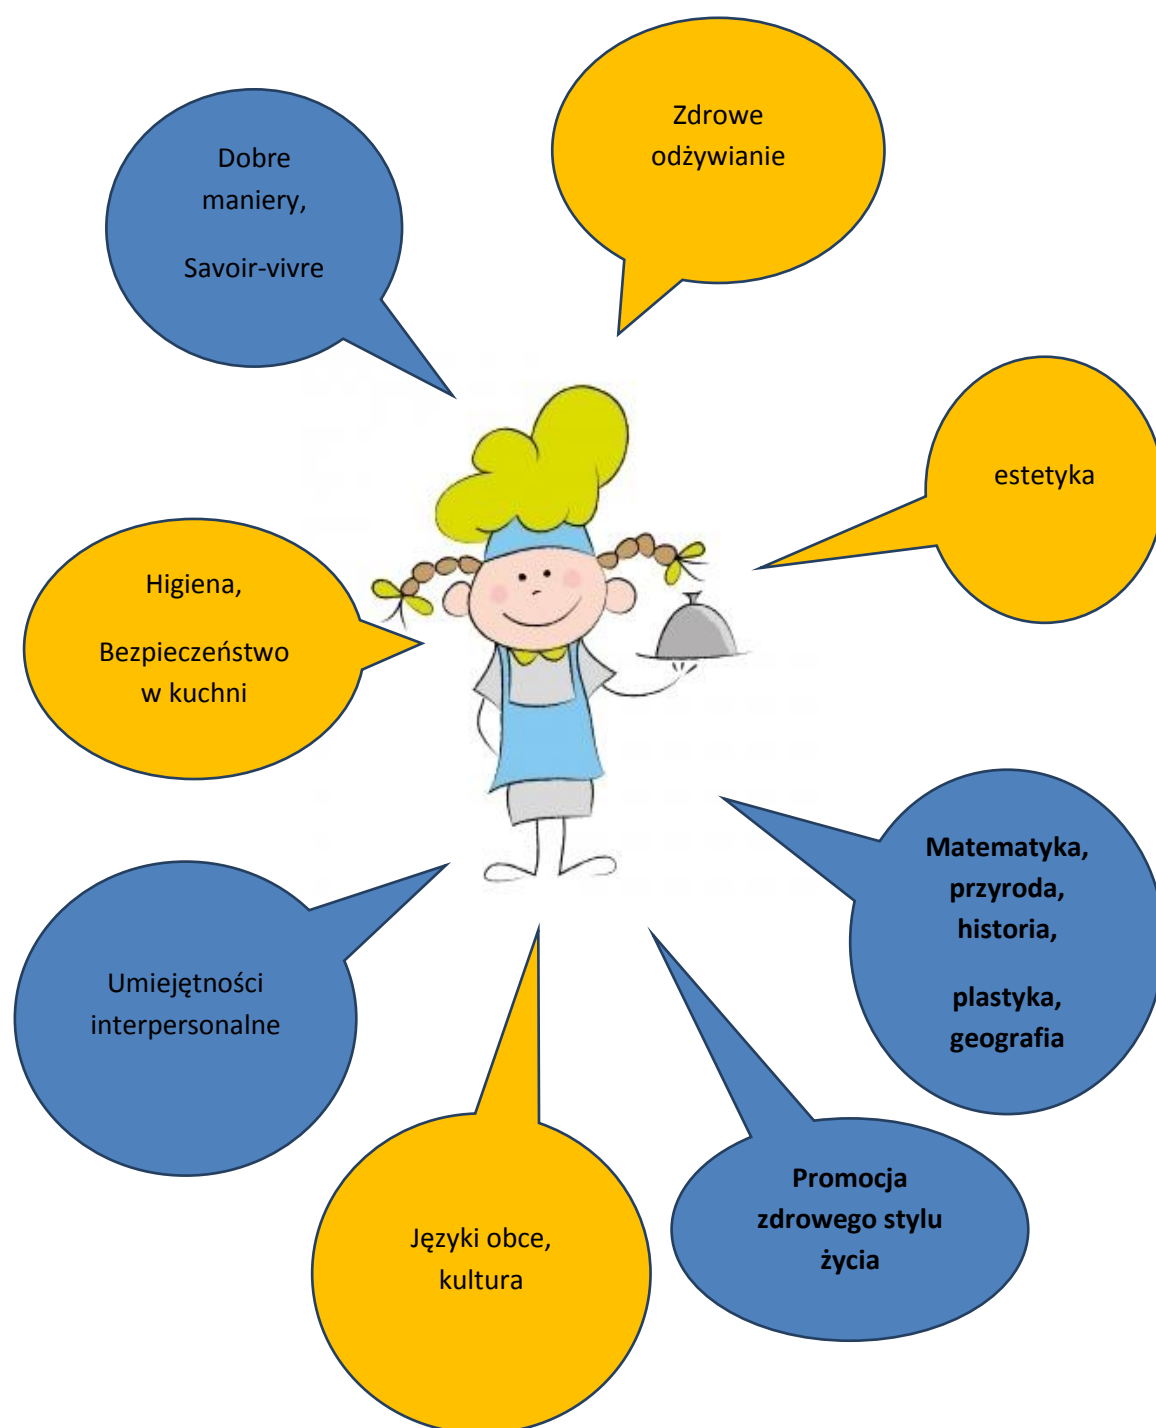 Zdrowe
odżywianie
Dobre
maniery,
Savoir-vivre
estetyka
Higiena,
Bezpieczeństwo
w kuchni
Matematyka,
przyroda,
historia,
plastyka,
geografia
Umiejętności
interpersonalne
Promocja
zdrowego stylu
życia
Języki obce,
kultura